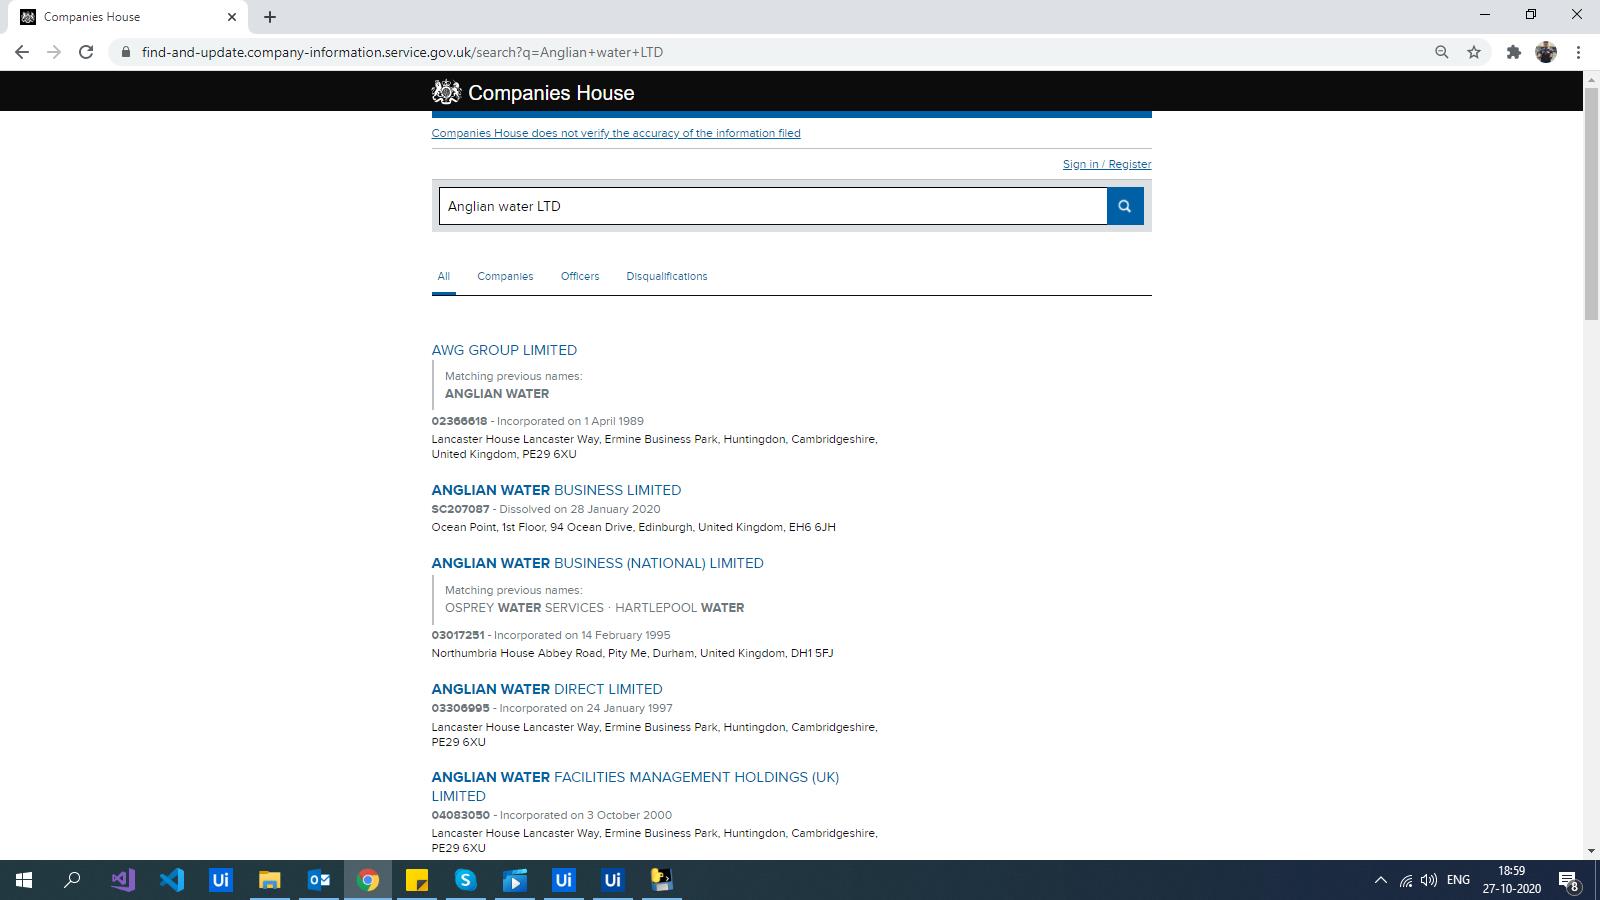 Companies House
find-and-update.company-information.service.gov.uk/search?q=Anglian+water+LTD
Companies House
Companies House does not verify the accuracy of the information filed
Sign in / Register
Anglian water LTD
All Companies Officers Disqualifications
AWG GROUP LIMITED
Matching previous names:
ANGLIAN WATER
02366618 - Incorporated on 1 April 1989
Lancaster House Lancaster Way, Ermine Business Park, Huntingdon, Cambridgeshire,
United Kingdom, PE29 6XU
ANGLIAN WATER BUSINESS LIMITED
SC207087 - Dissolved on 28 January 2020
Ocean Point, 1st Floor, 94 Ocean Drive, Edinburgh, United Kingdom, EH6 6JH
ANGLIAN WATER BUSINESS (NATIONAL) LIMITED
Matching previous names:
OSPREY WATER SERVICES · HARTLEPOOL WATER
03017251 - Incorporated on 14 February 1995
Northumbria House Abbey Road, Pity Me, Durham, United Kingdom, DH1 5FJ
ANGLIAN WATER DIRECT LIMITED
03306995 - Incorporated on 24 January 1997
Lancaster House Lancaster Way, Ermine Business Park, Huntingdon, Cambridgeshire,
PE29 6XU
ANGLIAN WATER FACILITIES MANAGEMENT HOLDINGS (UK)
LIMITED
04083050 - Incorporated on 3 October 2000
Lancaster House Lancaster Way, Ermine Business Park, Huntingdon, Cambridgeshire,
PE29 6XU
Ui
Ui
Ui
ENG
18:59
27-10-2020
8